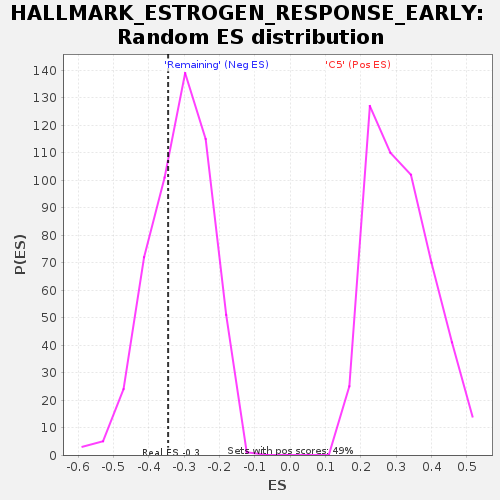 HALLMARK_ESTROGEN_RESPONSE_EARLY:
Random ES distribution
'Remaining' (Neg ES) 'C5' (Pos ES)
140
130
120
110
100
90
80
70
60
50
40
30
20
10
0
P(ES)
Real ES -0.3 Sets with pos scores: 49%
-0.6 -0.5 -0.4 -0.3 -0.2 -0.1 0.0 0.1 0.2 0.3 0.4 0.5
ES